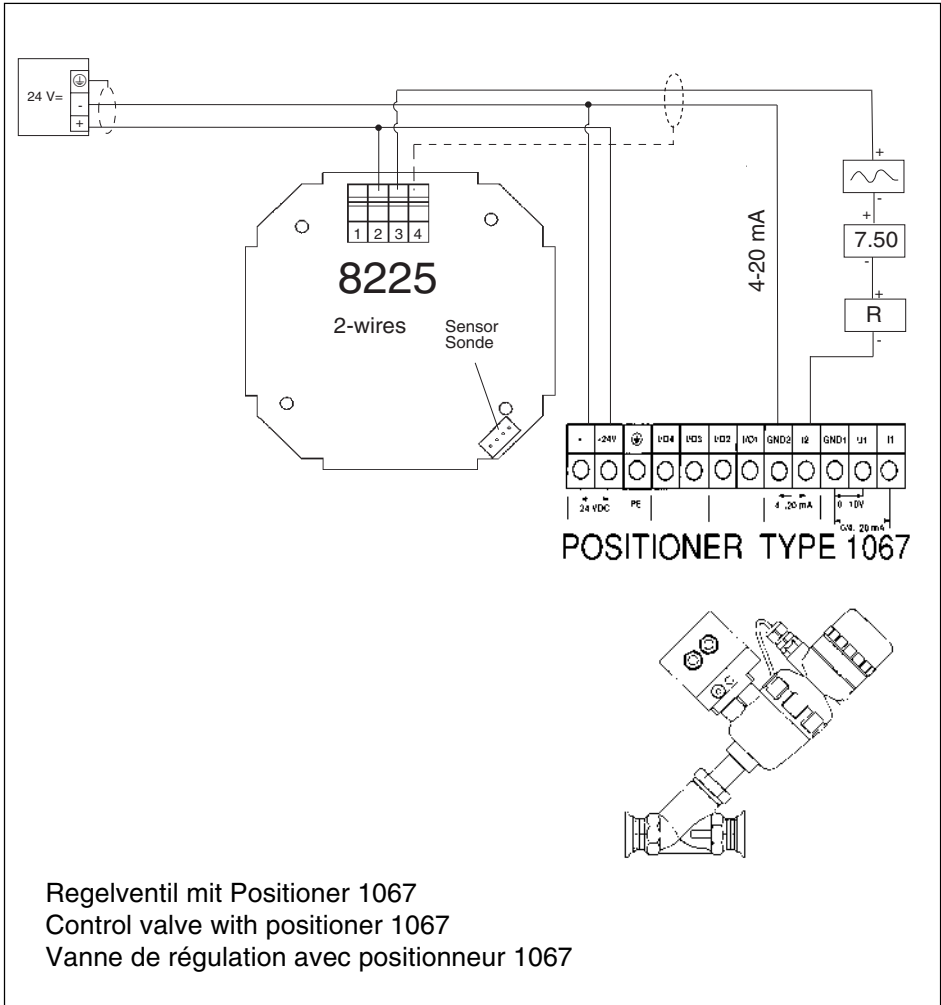 24 V=
-
+
1 2 3 4
8225
2-wires
Sensor
Sonde
4-20 mA
+
-
+
7.50
-
+
R
-
+24V I/O4 I/O3 I/O2 I/O1 GND2 I2 GND1 U1 I1
24 VDC PE 4 .20 mA 0 10V
20 mA
POSITIONER TYPE 1067
Regelventil mit Positioner 1067
Control valve with positioner 1067
Vanne de régulation avec positionneur 1067